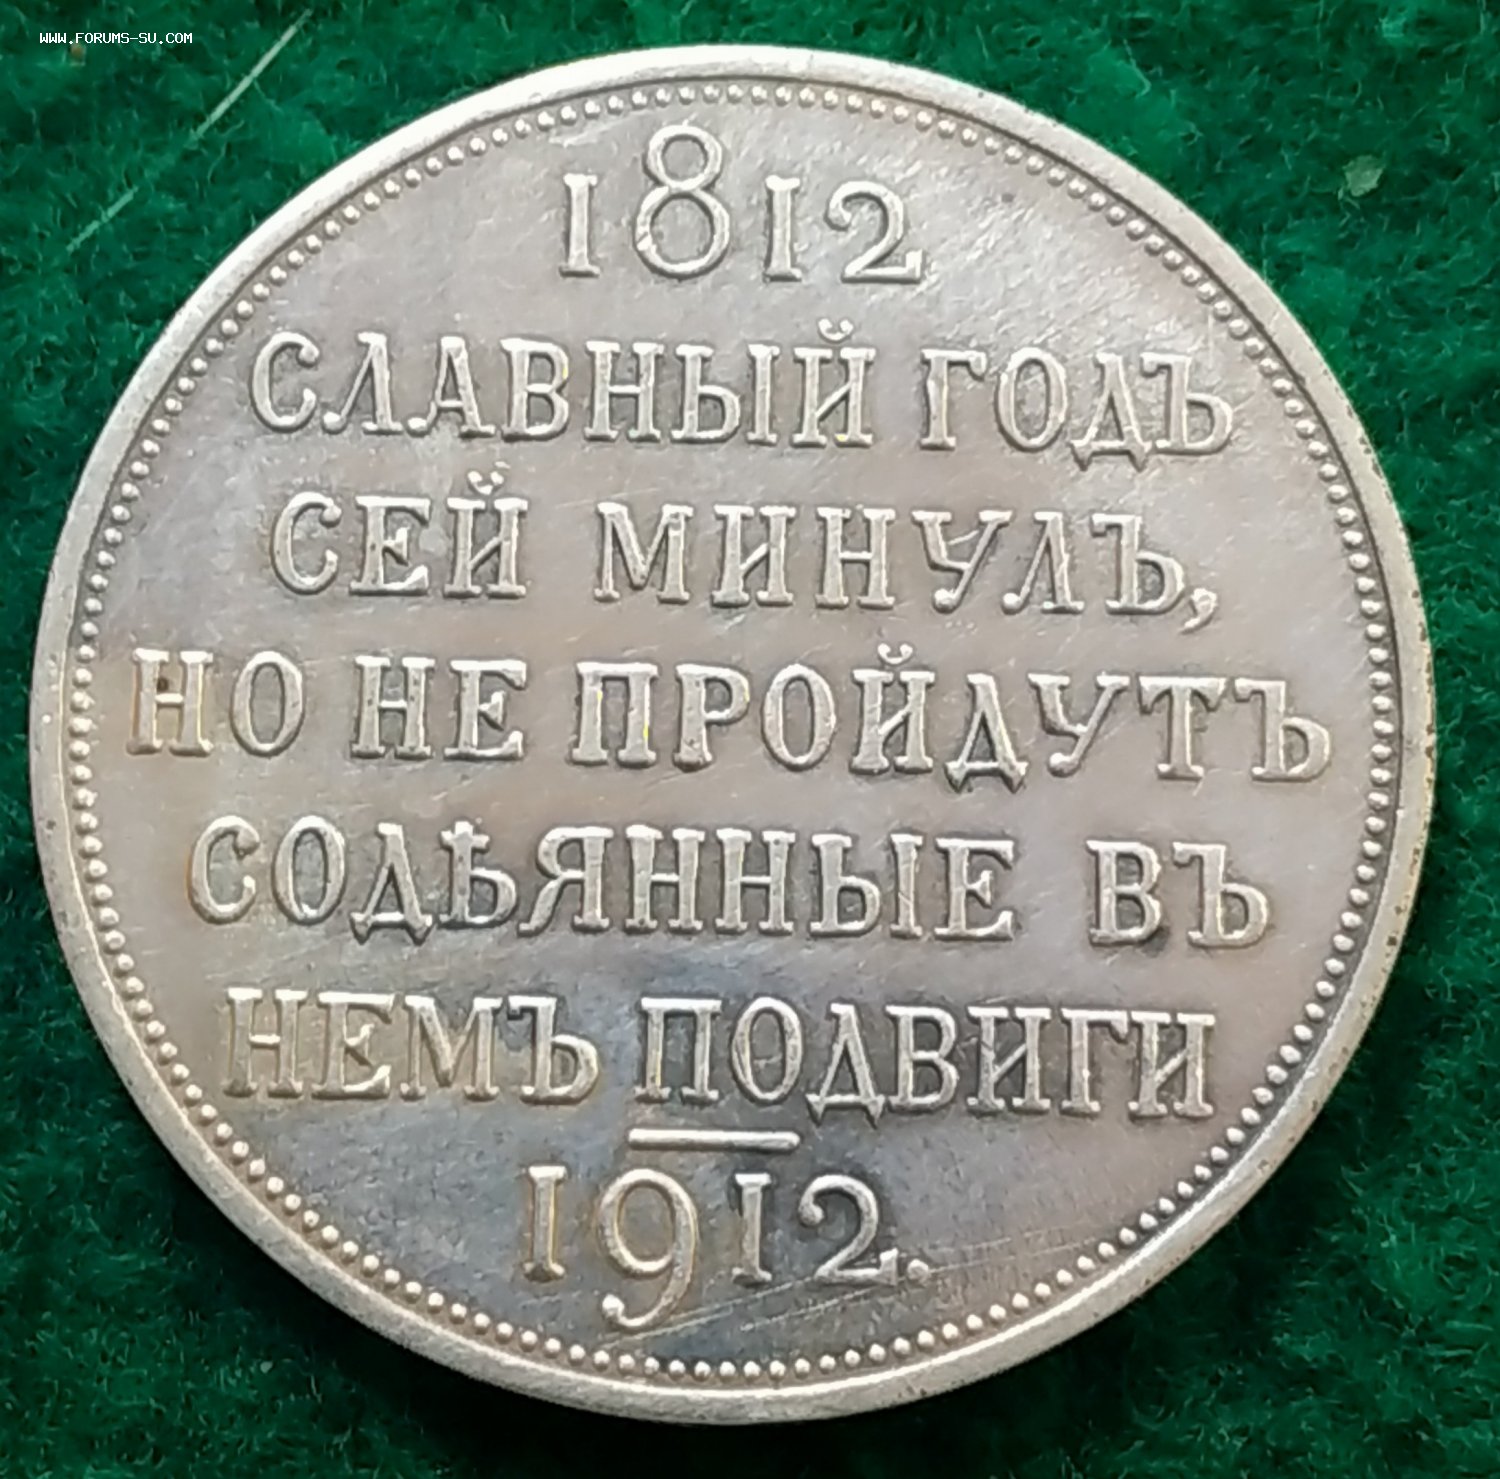 WWW.FORUMS-SU.COM
1812
СЛАВНЫЙ ГОДЪ
СЕЙ МИНУЛЪ,
НО НЕ ПРОЙДУТЪ
СОДѢЯННЫЕ ВЪ
НЕМЪ ПОДВИГИ
1912.